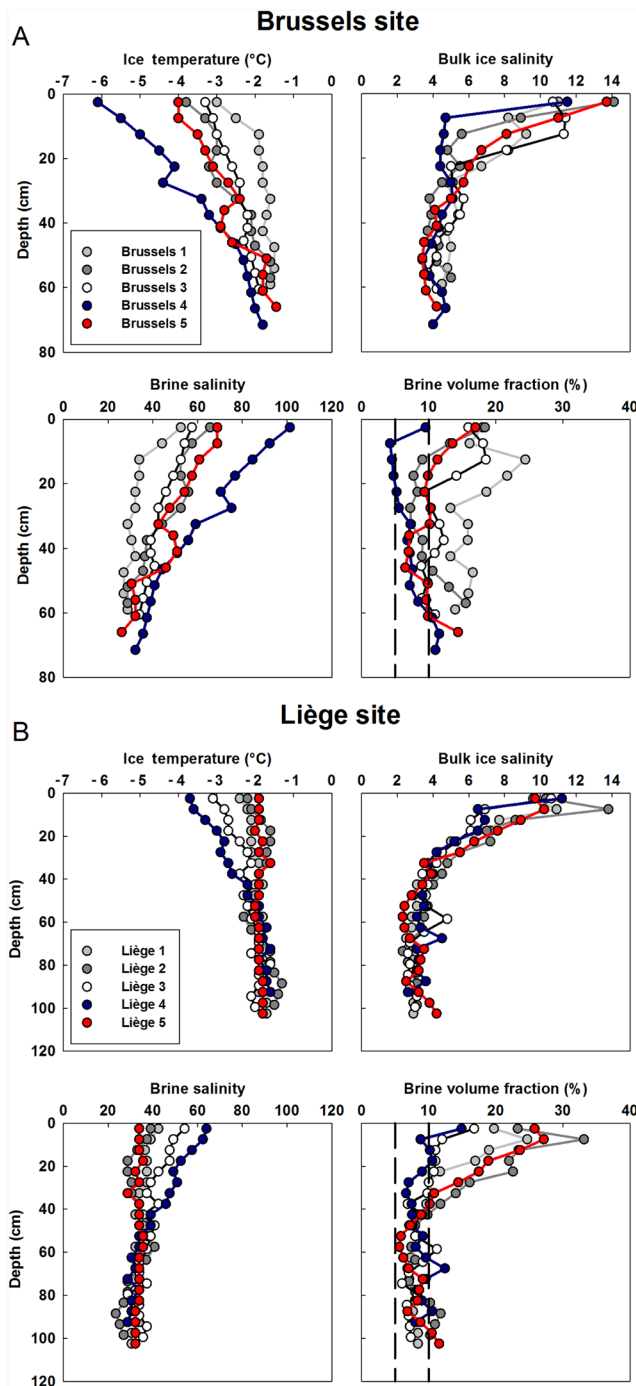 Brussels site
A
Ice temperature (°C)
Bulk ice salinity
-7 -6 -5 -4 -3 -2 -1 0
0 2 4 6 8 10 11 14
0
20
40
60
80
Depth (cm)
Brussels 1
Brussels 2
Brussels 3
Brussels 4
Brussels 5
Brine salinity
Brine volume fraction (%)
0 20 40 60 80 100 120
0 10 20 30 40
0
20
40
60
80
Depth (cm)
Liège site
B
Ice temperature (°C)
Bulk ice salinity
-7 -6 -5 -4 -3 -2 -1 0
0 2 4 6 8 10 11 14
0
20
40
60
80
100
120
Depth (cm)
Liège 1
Liège 2
Liège 3
Liège 4
Liège 5
Brine salinity
Brine volume fraction (%)
0 20 40 60 80 100 120
0 10 20 30 40
0
20
40
60
80
100
120
Depth (cm)